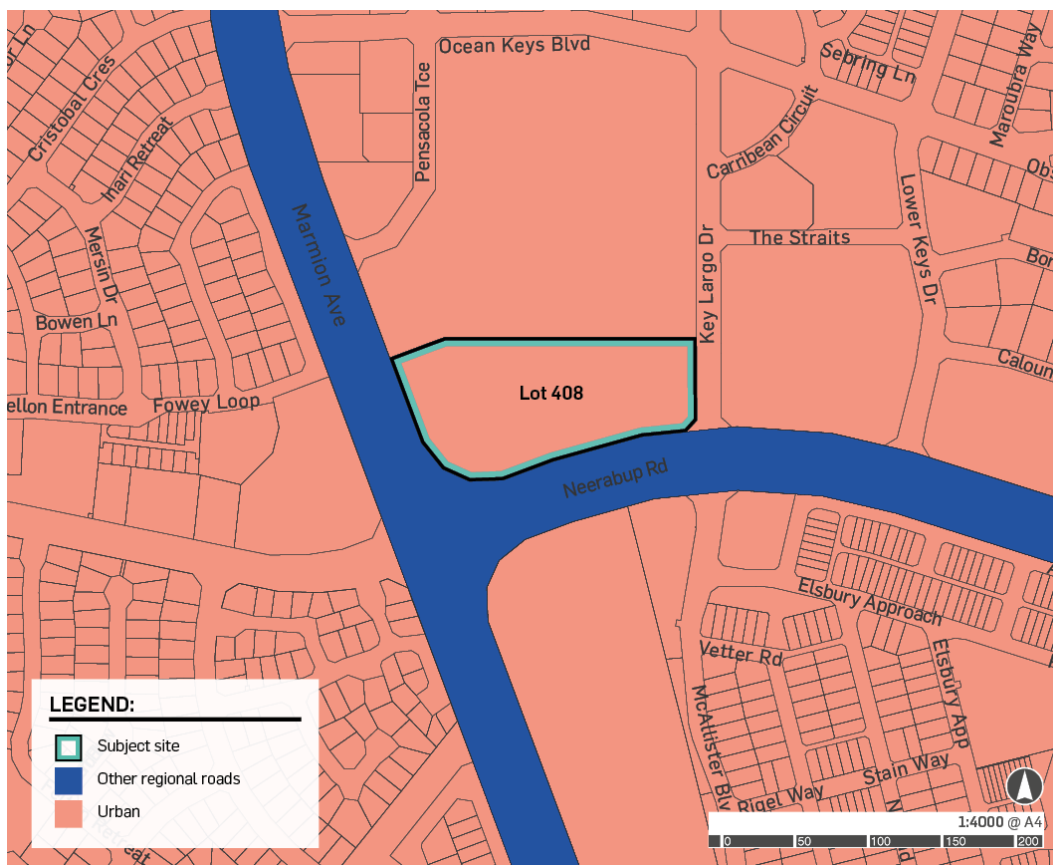 Ocean Keys Blvd
Sebring Ln
Maroubra Way
Cristobal Cres
Inari Retreat
Pensacola Tce
Carribean Circuit
Lower Keys Dr
Mersin Dr
Marmion Ave
Key Largo Dr
The Straits
Bowen Ln
Fowey Loop
Lot 408
Neerabup Rd
Elsbury Approach
Vetter Rd
Elsbury App
McAllister Blv
Stain Way
Rigel Way
LEGEND:
Subject site
Other regional roads
Urban
1:4000 @ A4
0 50 100 150 200